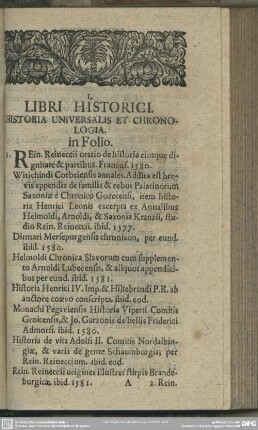 I.
LIBRI HISTORICI.
HISTORIA UNIVERSALIS ET CHRONO-
LOGIA.
in Folio.
1. REin. Reineccii oratio de historia ejusque di-
gnitate & partibus. Francof. 1580.
Witichindi Corbeiensis annales. Addita est bre-
vis appendix de familia & rebus Palatinorum
Saxoniæ è Chronico Gozecensi, item histo-
ria Henrici Leonis excerpta ex Annalibus
Helmoldi, Arnoldi, & Saxonia Kranzii, stu-
dio Rein. Reineccii. ibid. 1577.
Ditmari Mersepurgensis chronicon, per eund.
ibid. 1580.
Helmoldi Chronica Slavorum cum supplemen-
to Arnoldi Lubecensis, & aliquot appendici-
bus per eund. ibid. 1581.
Historia Henrici IV. Imp. & Hiltebrandi P.R. ab
auctore coævo conscripta. ibid. eod.
Monachi Pegaviensis Historia Viperti Comitis
Groicensis, & Jo. Garzonis de bellis Friderici
Admorsi. ibid. 1580.
Historia de vita Adolfi II. Comitis Nordalbin-
giæ, & varia de gente Schaumburgia; per
Rein. Reineccium. ibid. eod.
Rein. Reineccii origines illustris stirpis Brande-
burgicæ. ibid. 1581. A 2. Rein.